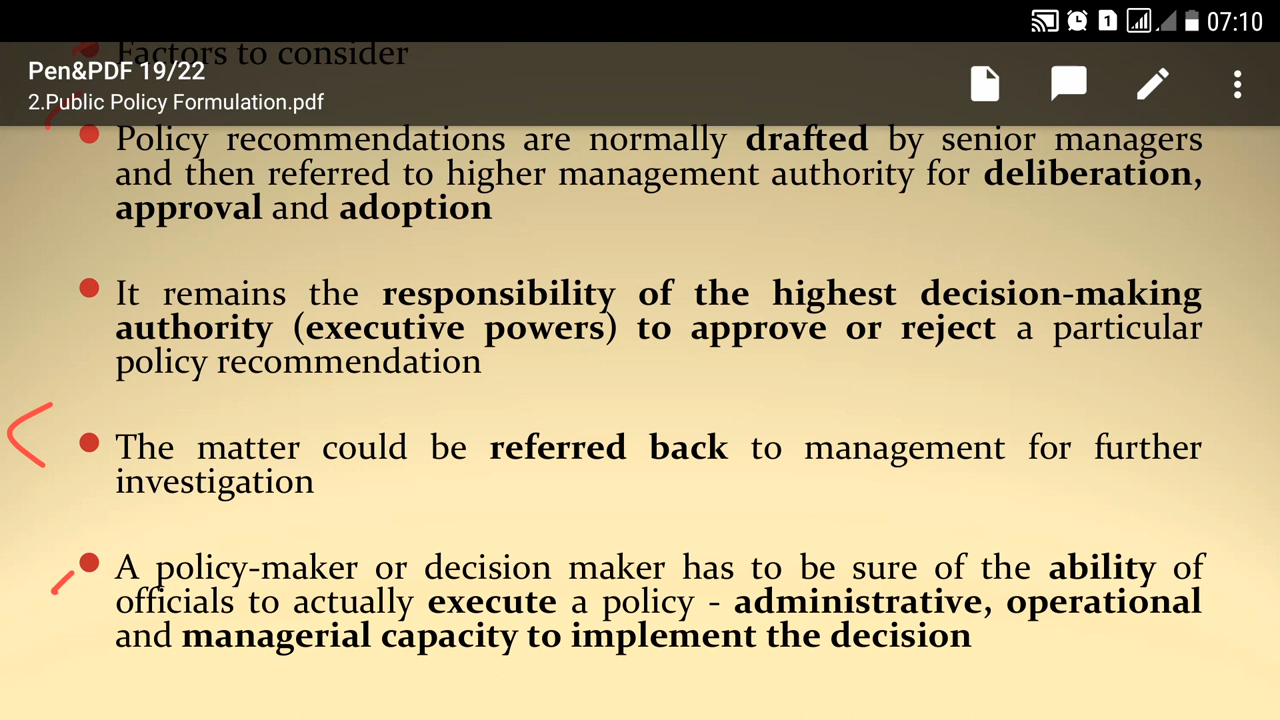 07:10
Factors to consider
Pen&PDF 19/22
2.Public Policy Formulation.pdf
Policy recommendations are normally drafted by senior managers
and then referred to higher management authority for deliberation,
approval and adoption
It remains the responsibility of the highest decision-making
authority (executive powers) to approve or reject a particular
policy recommendation
The matter could be referred back to management for further
investigation
A policy-maker or decision maker has to be sure of the ability of
officials to actually execute a policy - administrative, operational
and managerial capacity to implement the decision